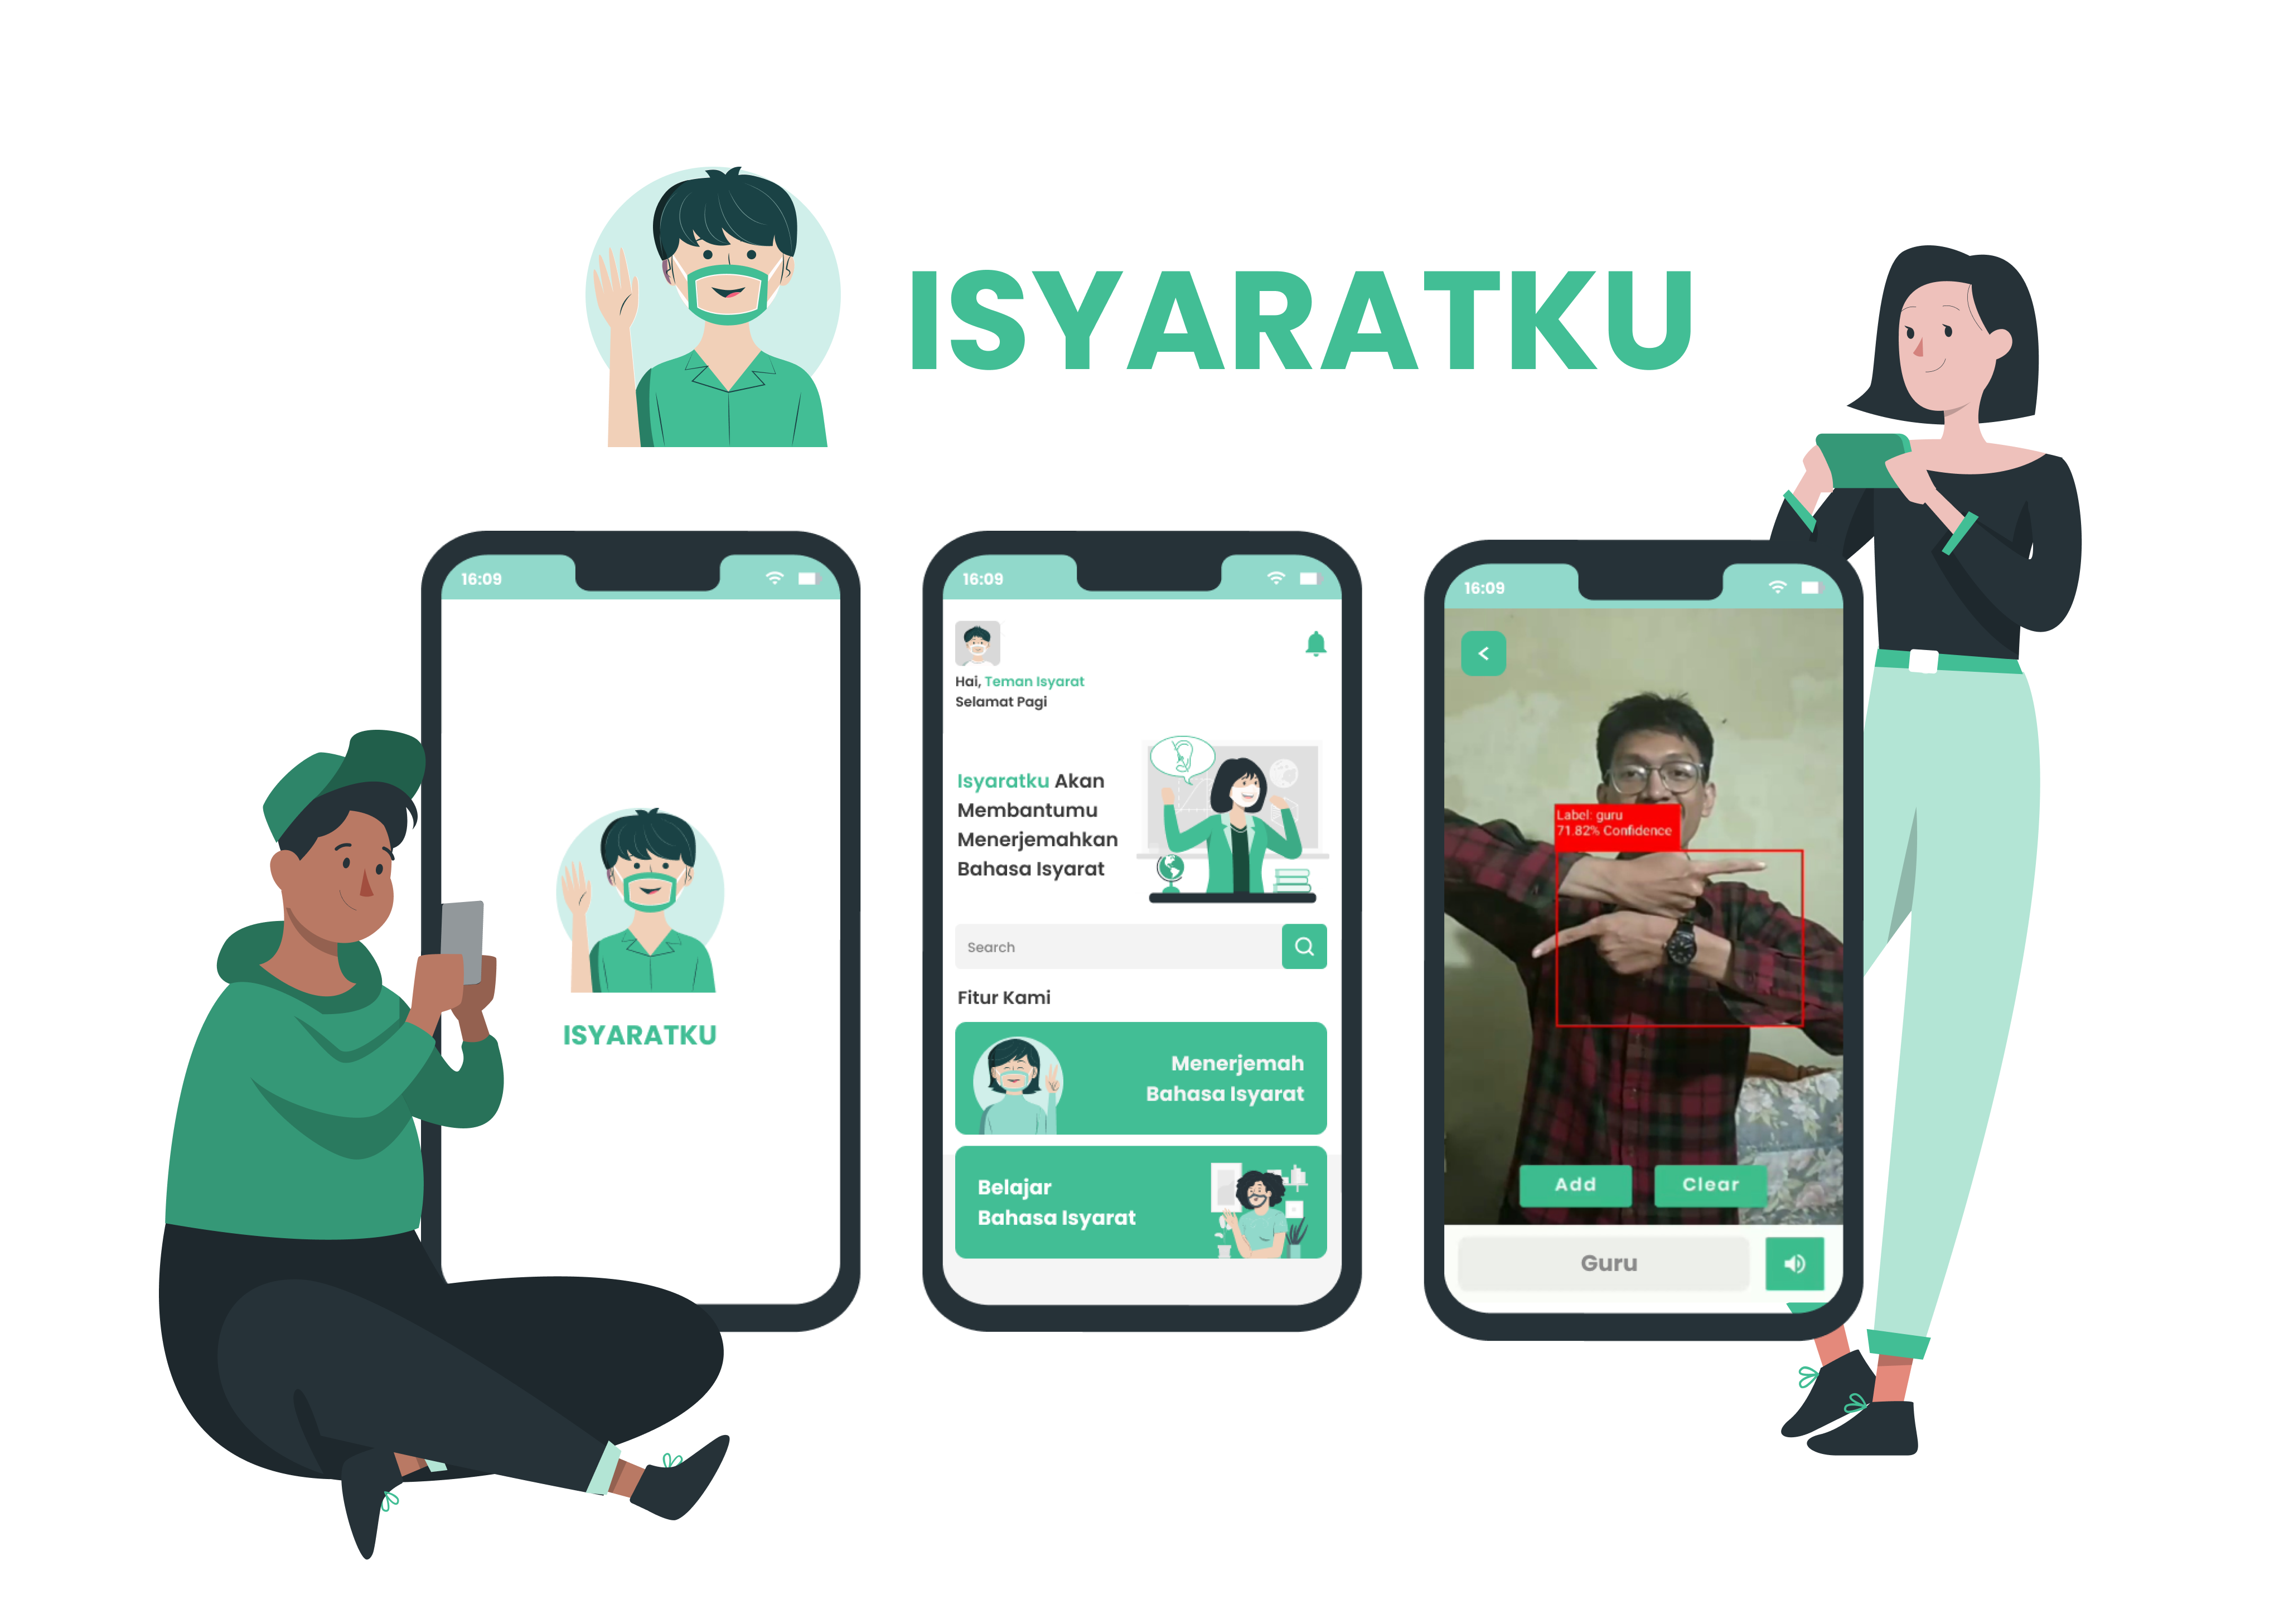 ISYARATKU
16:09
ISYARATKU
16:09
Hai, Teman Isyarat
Selamat Pagi
Isyaratku Akan
Membantumu
Menerjemahkan
Bahasa Isyarat
Search
Fitur Kami
Menerjemah
Bahasa Isyarat
Belajar
Bahasa Isyarat
16:09
Label: guru
71.82% Confidence
Add
Clear
Guru